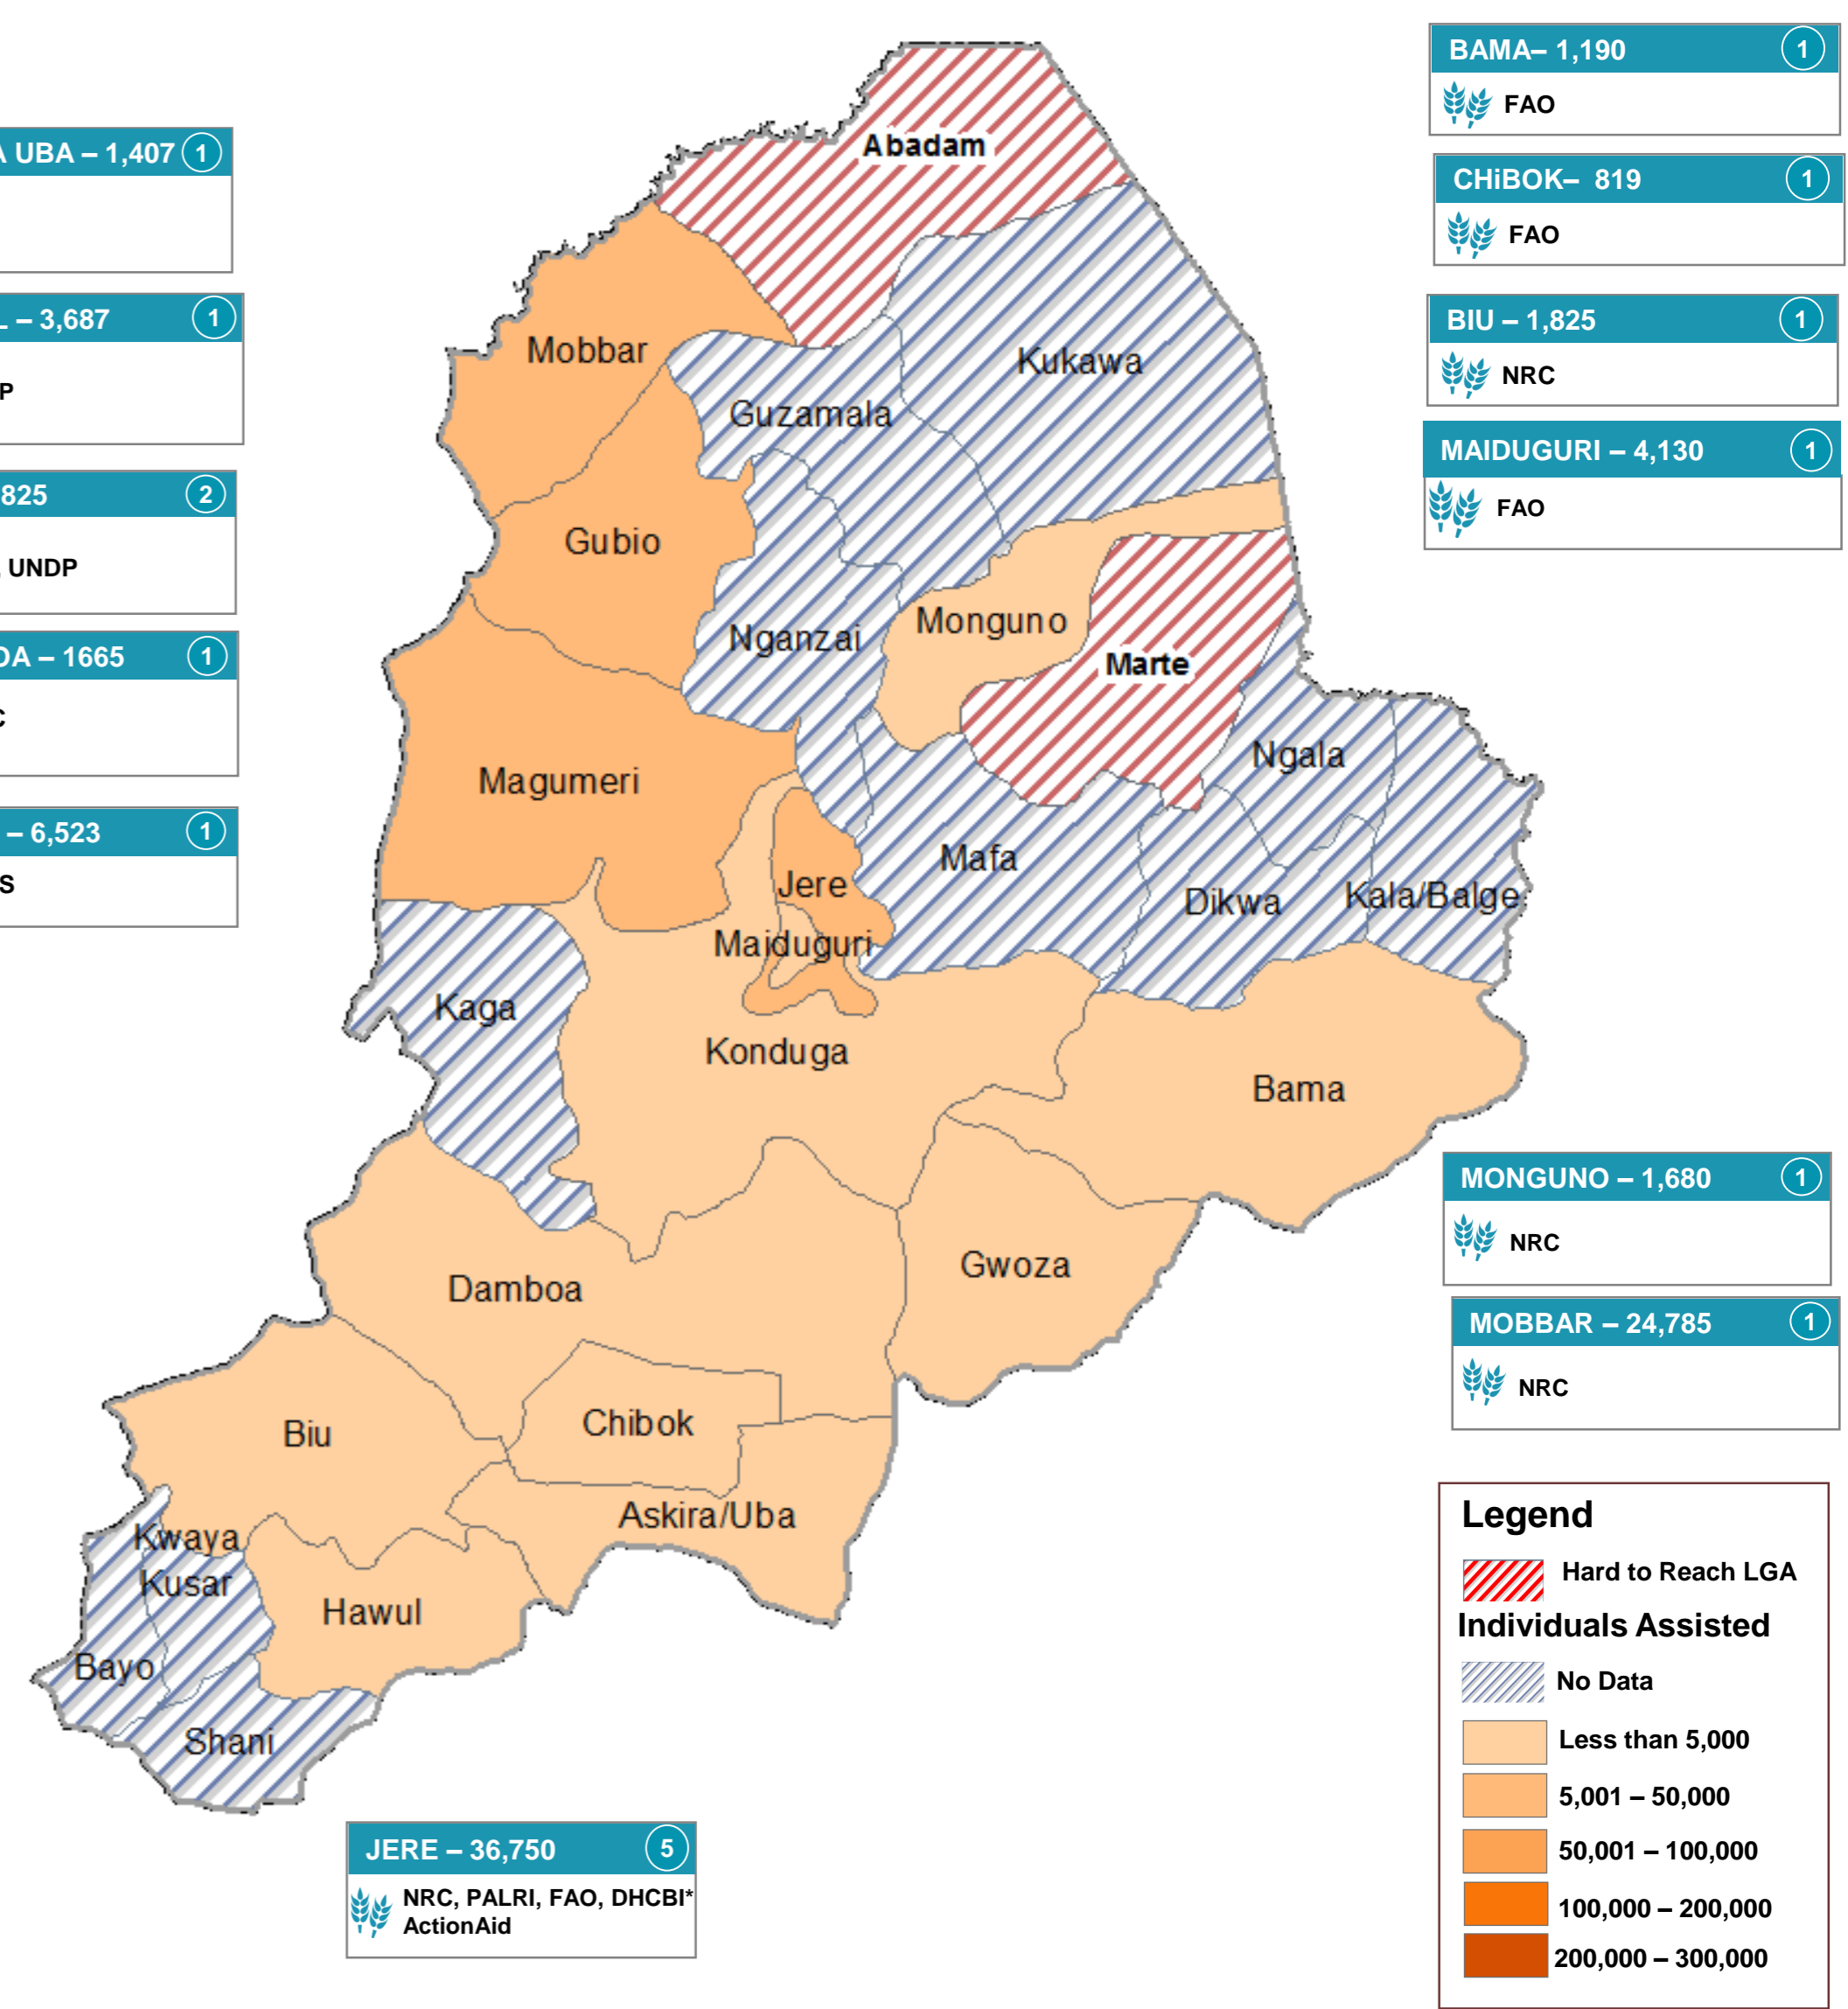 A UBA – 1,407 1
L – 3,687 1
P
825 2
UNDP
DA – 1665 1
C
– 6,523 1
S
BAMA– 1,190 1
FAO
CHiBOK– 819 1
FAO
BIU – 1,825 1
NRC
MAIDUGURI – 4,130 1
FAO
Abadam
Mobbar
Kukawa
Guzamala
Gubio
Monguno
Nganzai
Marte
Ngala
Magumeri
Mafa
Jere
Dikwa
Kala/Balge
Maiduguri
Kaga
Konduga
Bama
Gwoza
Damboa
Chibok
Biu
Askira/Uba
Kwaya
Kusar
Hawul
Bayo
Shani
MONGUNO – 1,680 1
NRC
MOBBAR – 24,785 1
NRC
JERE – 36,750 5
NRC, PALRI, FAO, DHCBI*
ActionAid
Legend
Hard to Reach LGA
Individuals Assisted
No Data
Less than 5,000
5,001 – 50,000
50,001 – 100,000
100,000 – 200,000
200,000 – 300,000